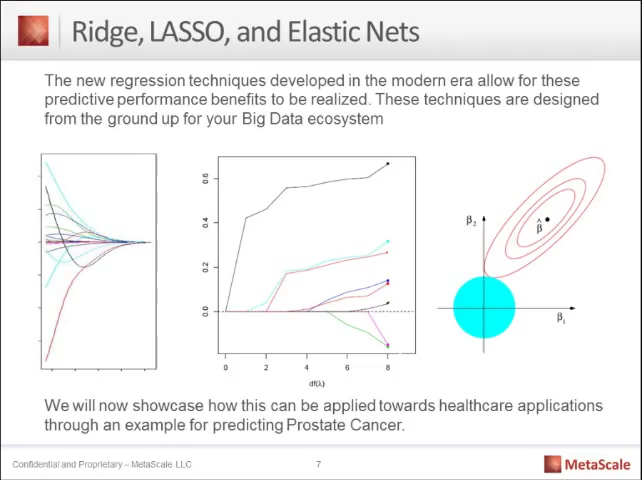 Ridge, LASSO, and Elastic Nets
The new regression techniques developed in the modern era allow for these
predictive performance benefits to be realized. These techniques are designed
from the ground up for your Big Data ecosystem
0.6
0.4
0.2
0.0
0
2
4
6
8
df(λ)
β₂
β̂
β₁
We will now showcase how this can be applied towards healthcare applications
through an example for predicting Prostate Cancer.
Confidential and Proprietary – MetaScale LLC
7
MetaScale